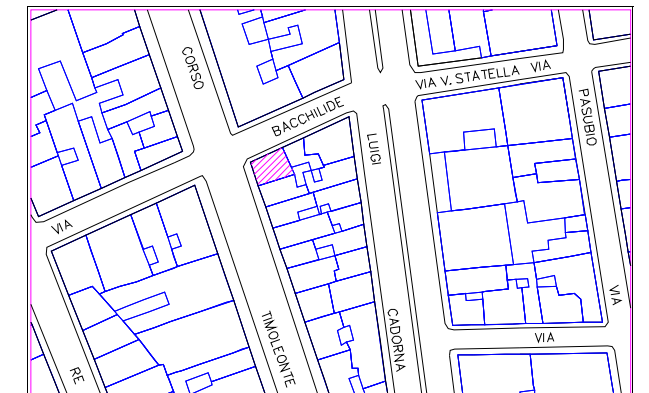 CORSO
BACCHILIDE
VIA V. STATELLA VIA
PASUBIO
LUIGI
VIA
CADORNA
TIMOLEONTE
VIA
VIA
RE